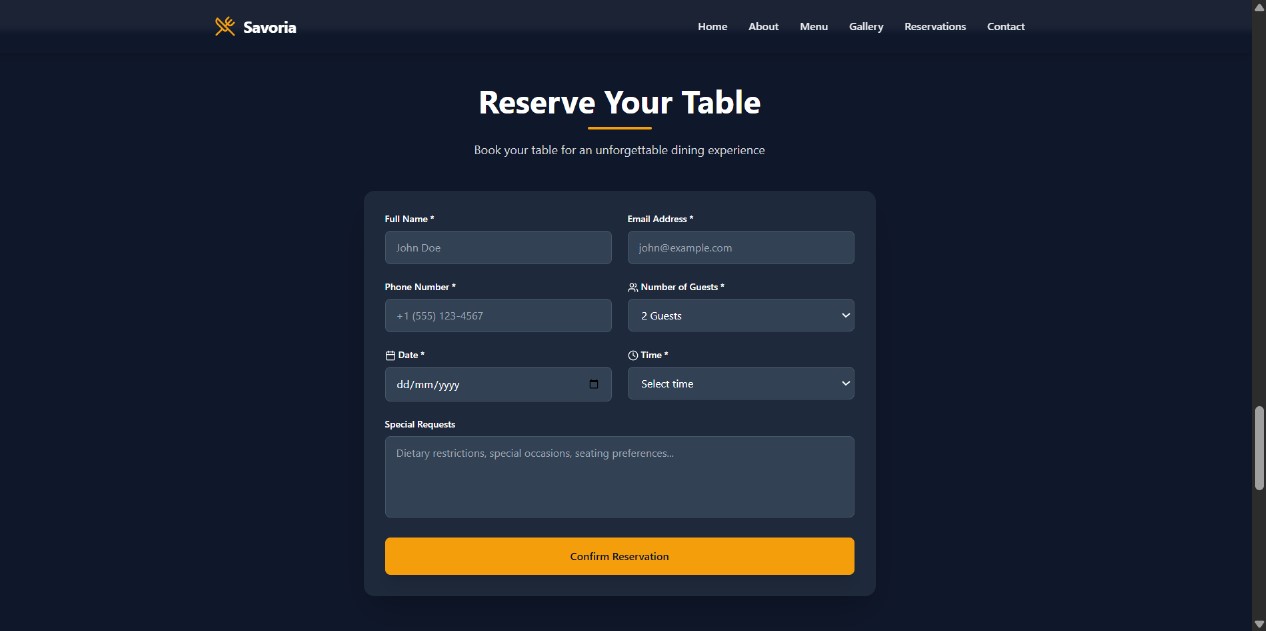 Savoria
Home About Menu Gallery Reservations Contact
Reserve Your Table
Book your table for an unforgettable dining experience
Full Name * Email Address *
John Doe john@example.com
Phone Number * Number of Guests *
+1 (555) 123-4567 2 Guests
Date * Time *
dd/mm/yyyy Select time
Special Requests
Dietary restrictions, special occasions, seating preferences...
Confirm Reservation